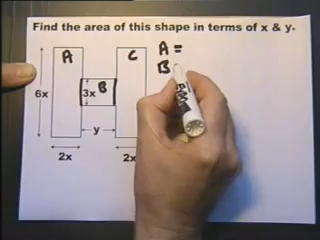 Find the area of this shape in terms of x & y.
A C A =
B
6x 3x B
y
2x 2x